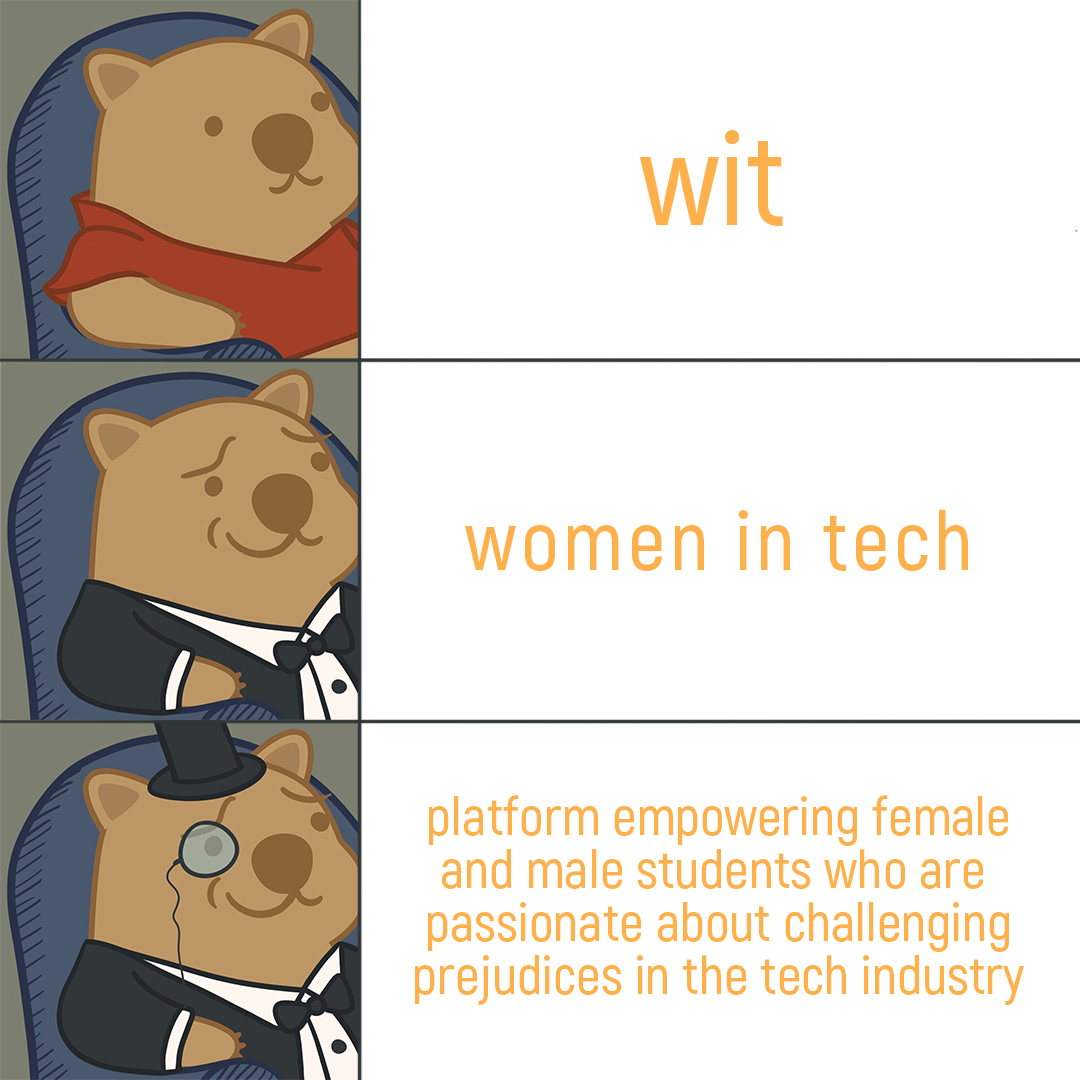 wit
women in tech
platform empowering female
and male students who are
passionate about challenging
prejudices in the tech industry